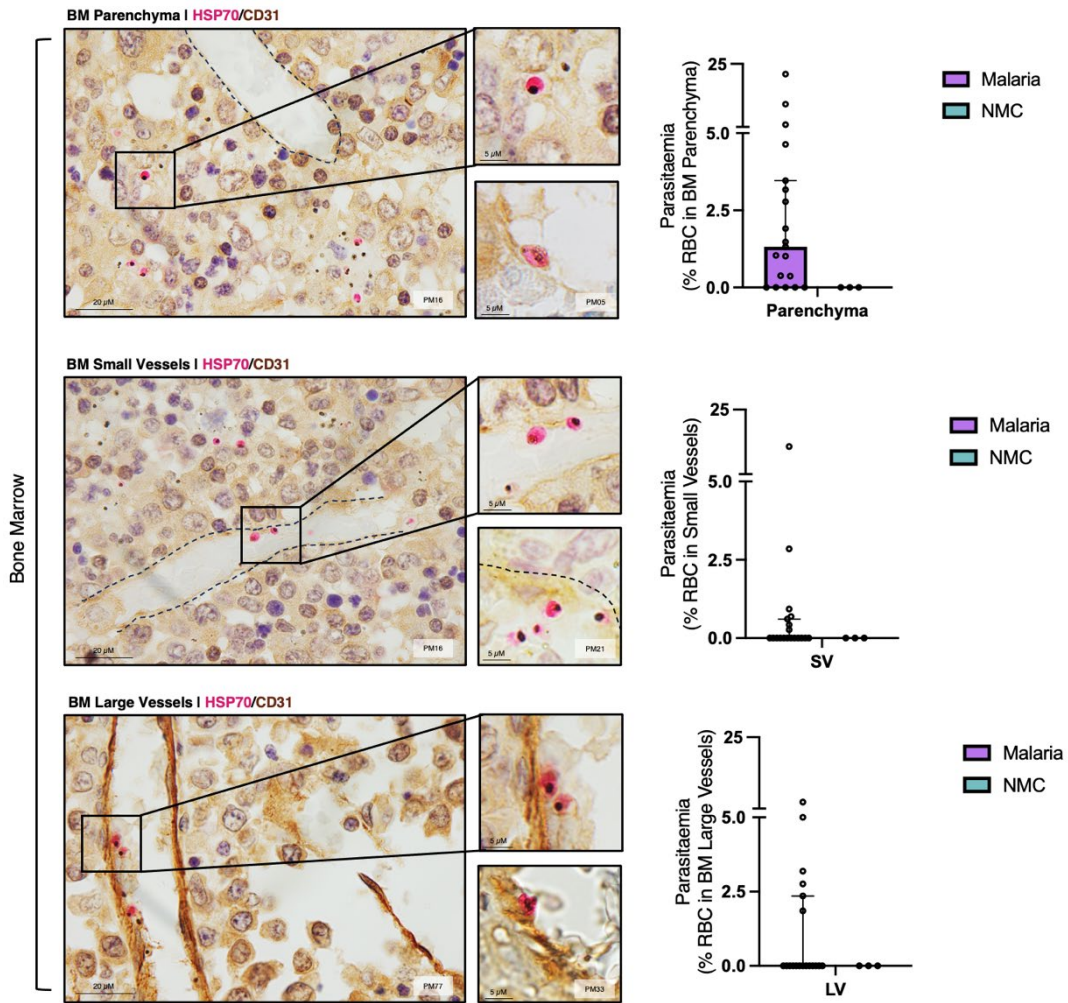 Bone Marrow
BM Parenchyma I HSP70/CD31
20 µM
PM16
5 µM
5 µM
PM05
Parasitaemia
(% RBC in BM Parenchyma)
25
5.0
2.5
0.0
Parenchyma
Malaria
NMC
BM Small Vessels I HSP70/CD31
20 µM
PM16
5 µM
5 µM
PM21
Parasitaemia
(% RBC in Small Vessels)
25
5.0
2.5
0.0
SV
Malaria
NMC
BM Large Vessels I HSP70/CD31
20 µM
PM77
5 µM
5 µM
PM33
Parasitaemia
(% RBC in BM Large Vessels)
25
5.0
2.5
0.0
LV
Malaria
NMC